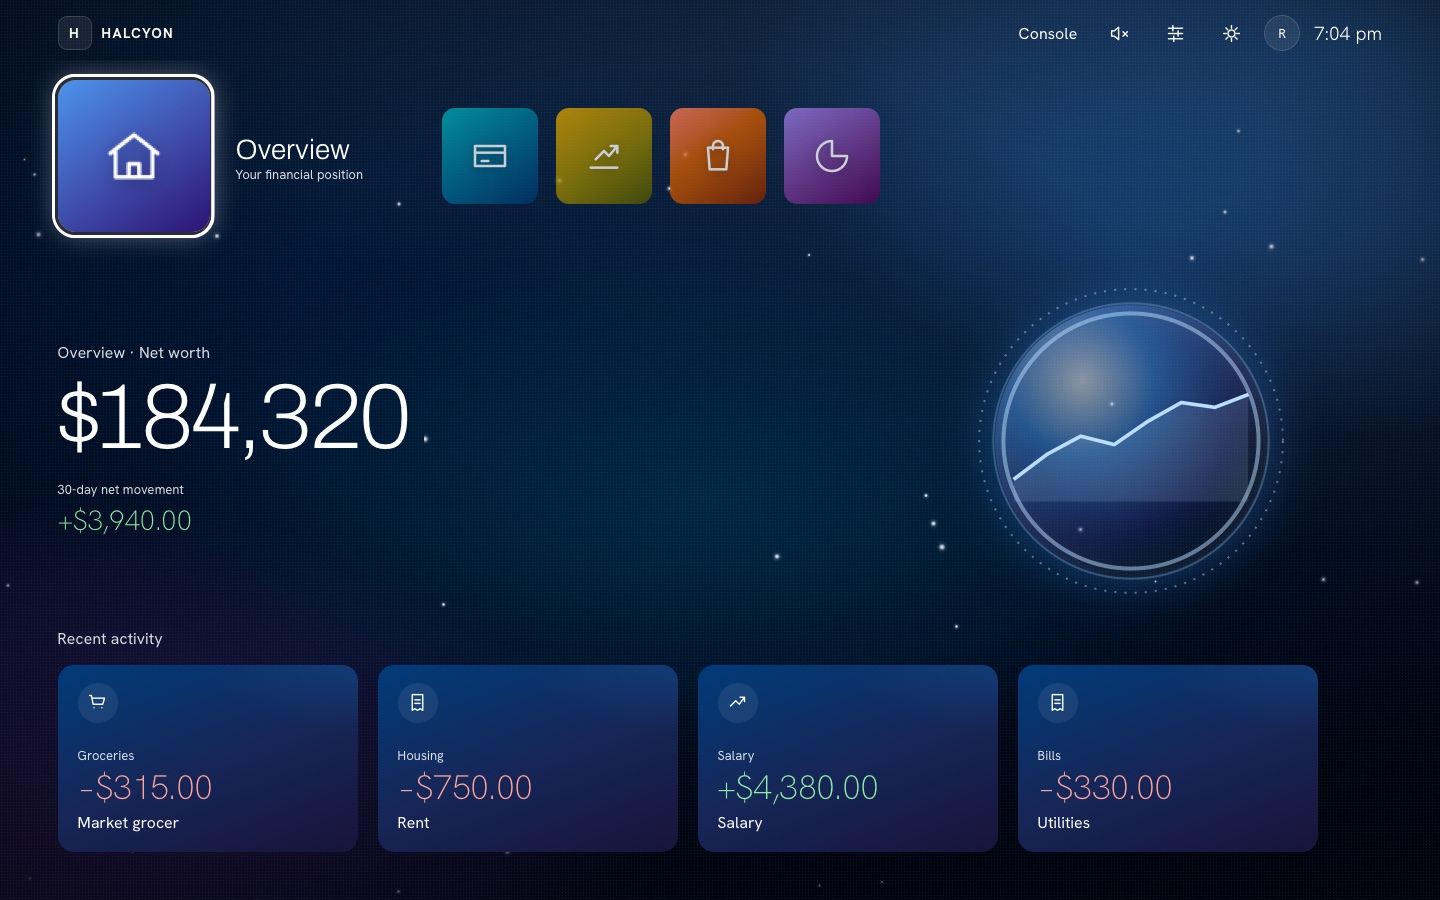 H HALCYON
Console
R
7:04 pm
Overview
Your financial position
Overview · Net worth
$184,320
30-day net movement
+$3,940.00
Recent activity
Groceries
−$315.00
Market grocer
Housing
−$750.00
Rent
Salary
+$4,380.00
Salary
Bills
−$330.00
Utilities